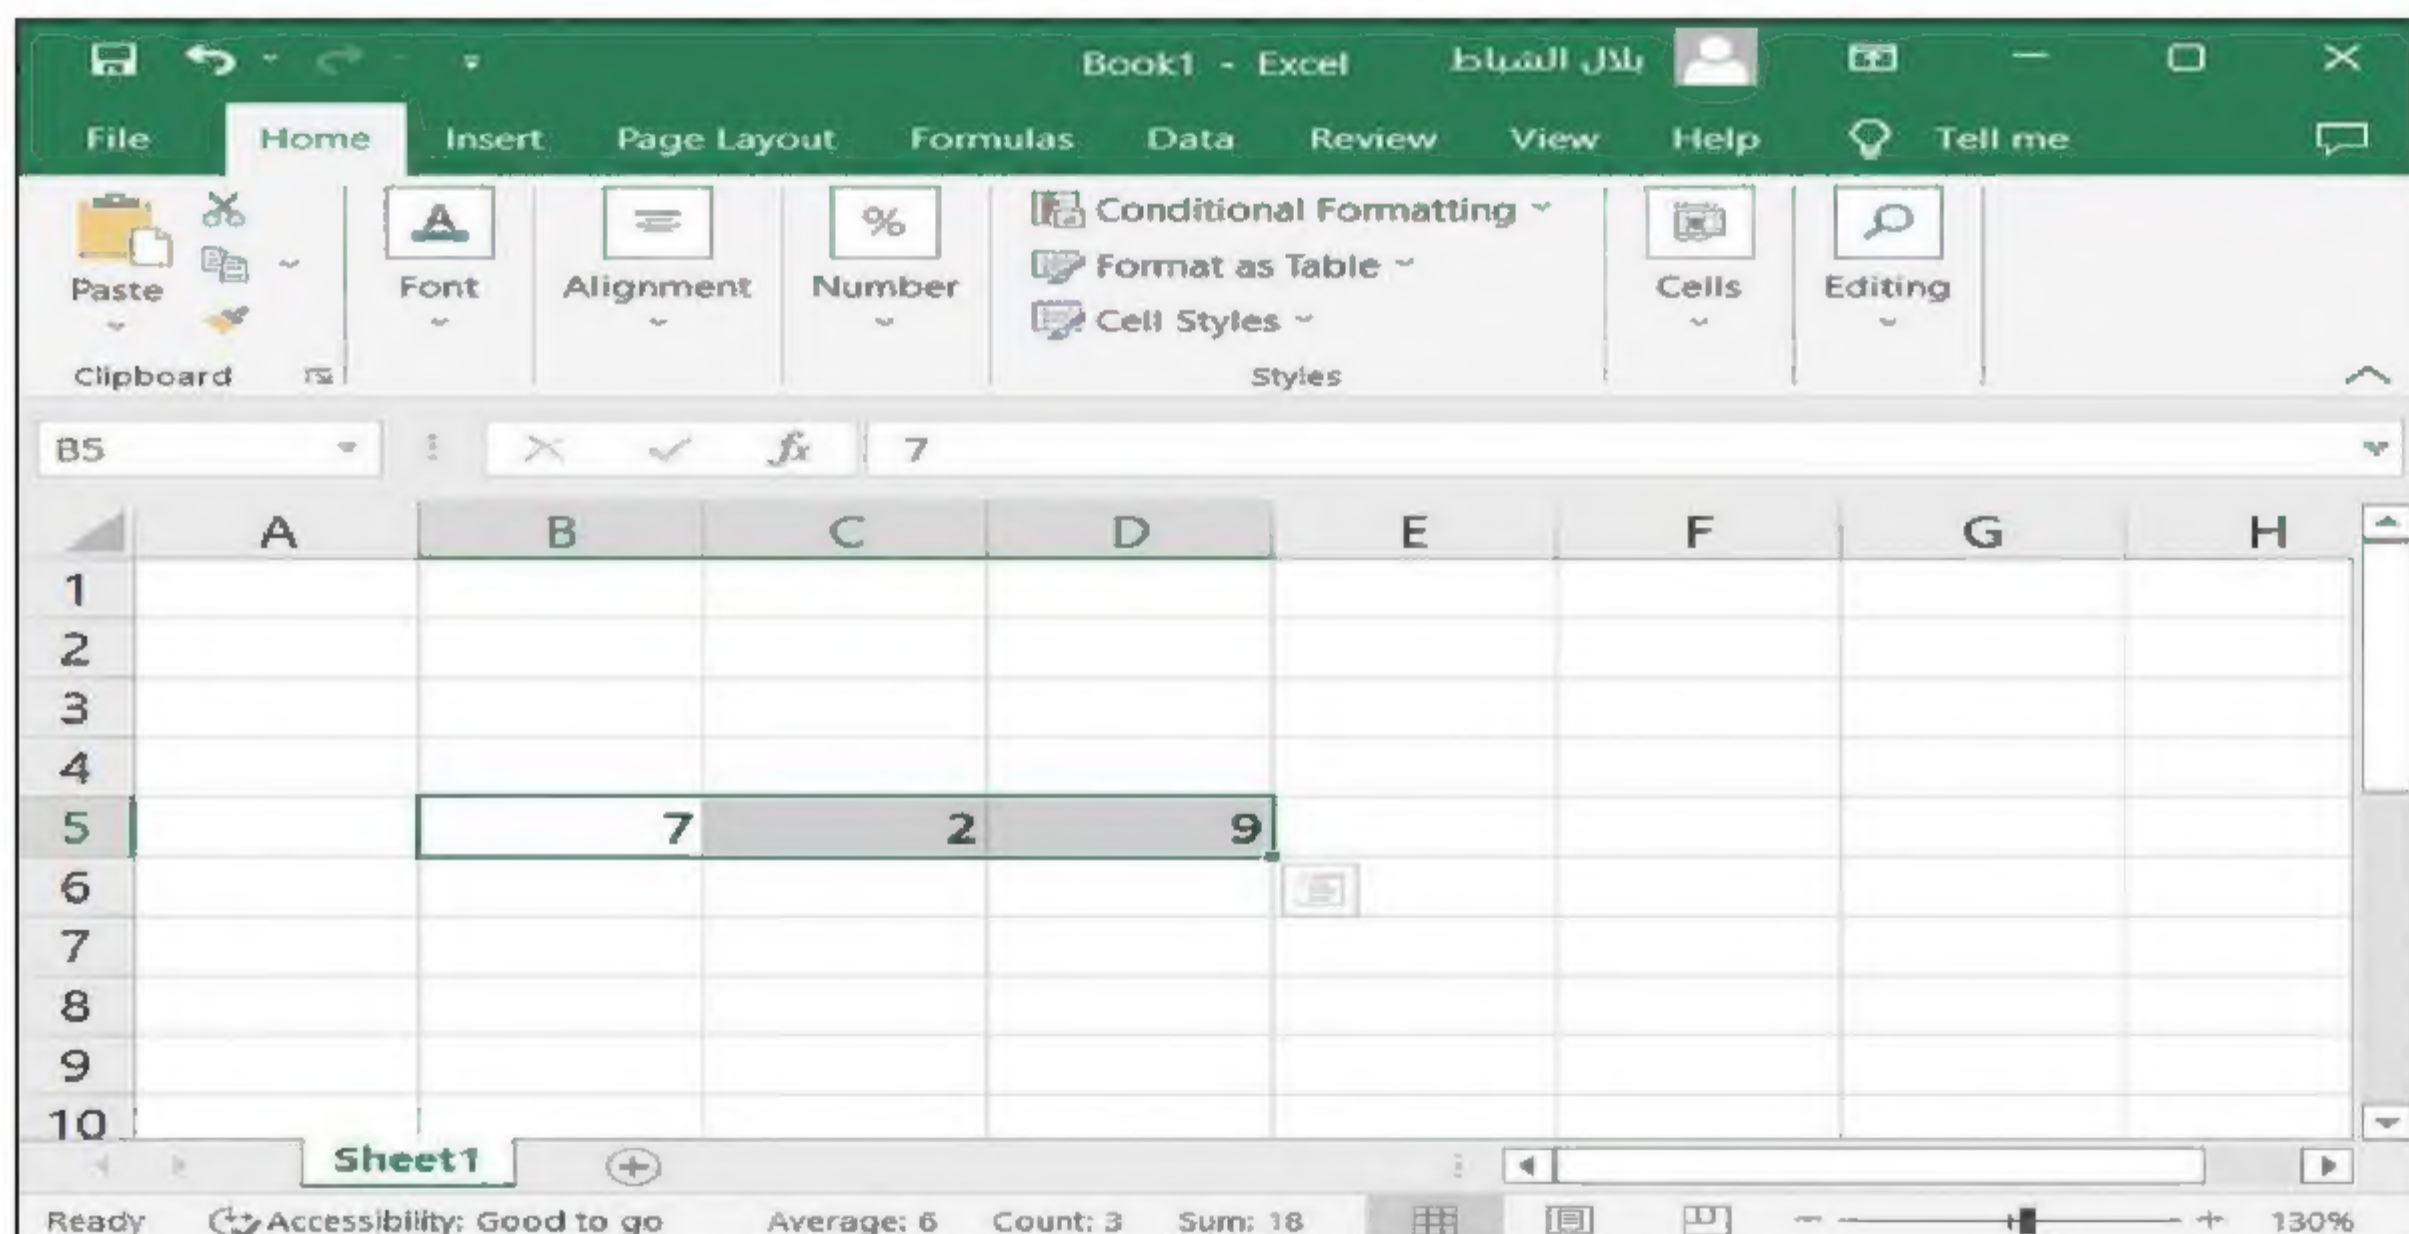 Book1 - Excel بلال الشباط
File Home Insert Page Layout Formulas Data Review View Help Tell me
Conditional Formatting
Format as Table
Cell Styles
Paste Font Alignment Number Cells Editing
Clipboard Styles
B5 fx 7
A B C D E F G H
1
2
3
4
5 7 2 9
6
7
8
9
10
Sheet1
Ready Accessibility: Good to go Average: 6 Count: 3 Sum: 18 130%